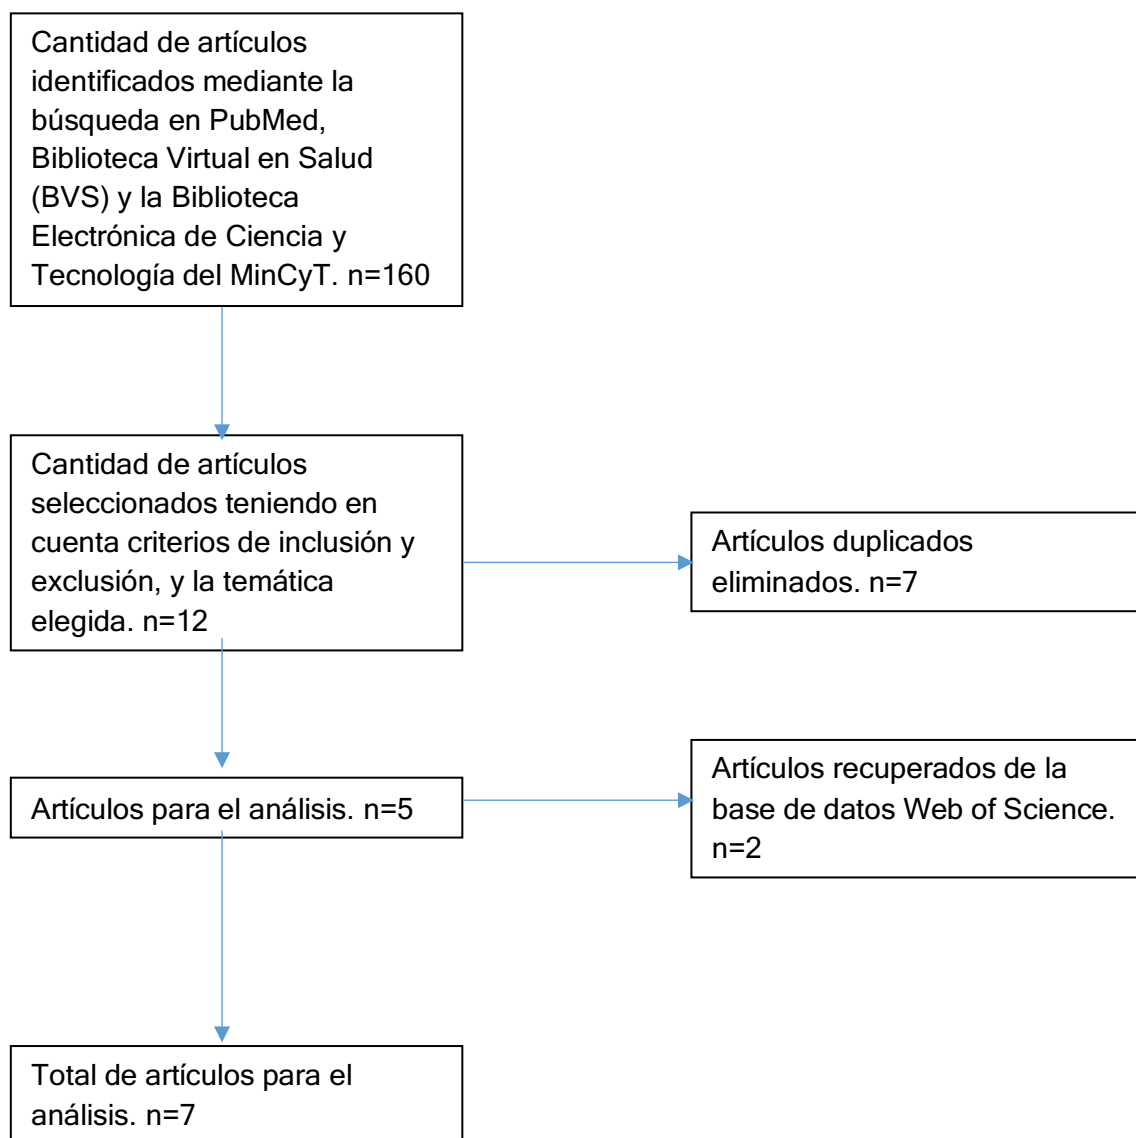 Cantidad de artículos
identificados mediante la
búsqueda en PubMed,
Biblioteca Virtual en Salud
(BVS) y la Biblioteca
Electrónica de Ciencia y
Tecnología del MinCyT. n=160
Cantidad de artículos
seleccionados teniendo en
cuenta criterios de inclusión y
exclusión, y la temática
elegida. n=12
Artículos duplicados
eliminados. n=7
Artículos para el análisis. n=5
Artículos recuperados de la
base de datos Web of Science.
n=2
Total de artículos para el
análisis. n=7